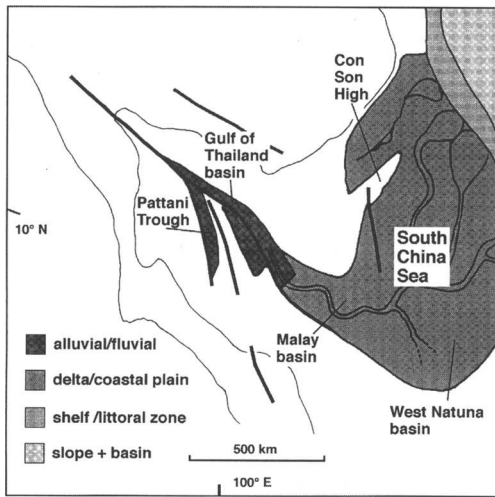 Con
Son
High
Gulf of
Thailand
basin
Pattani
Trough
10° N
South
China
Sea
Malay
basin
West Natuna
basin
alluvial/fluvial
delta/coastal plain
shelf /littoral zone
slope + basin
500 km
100° E